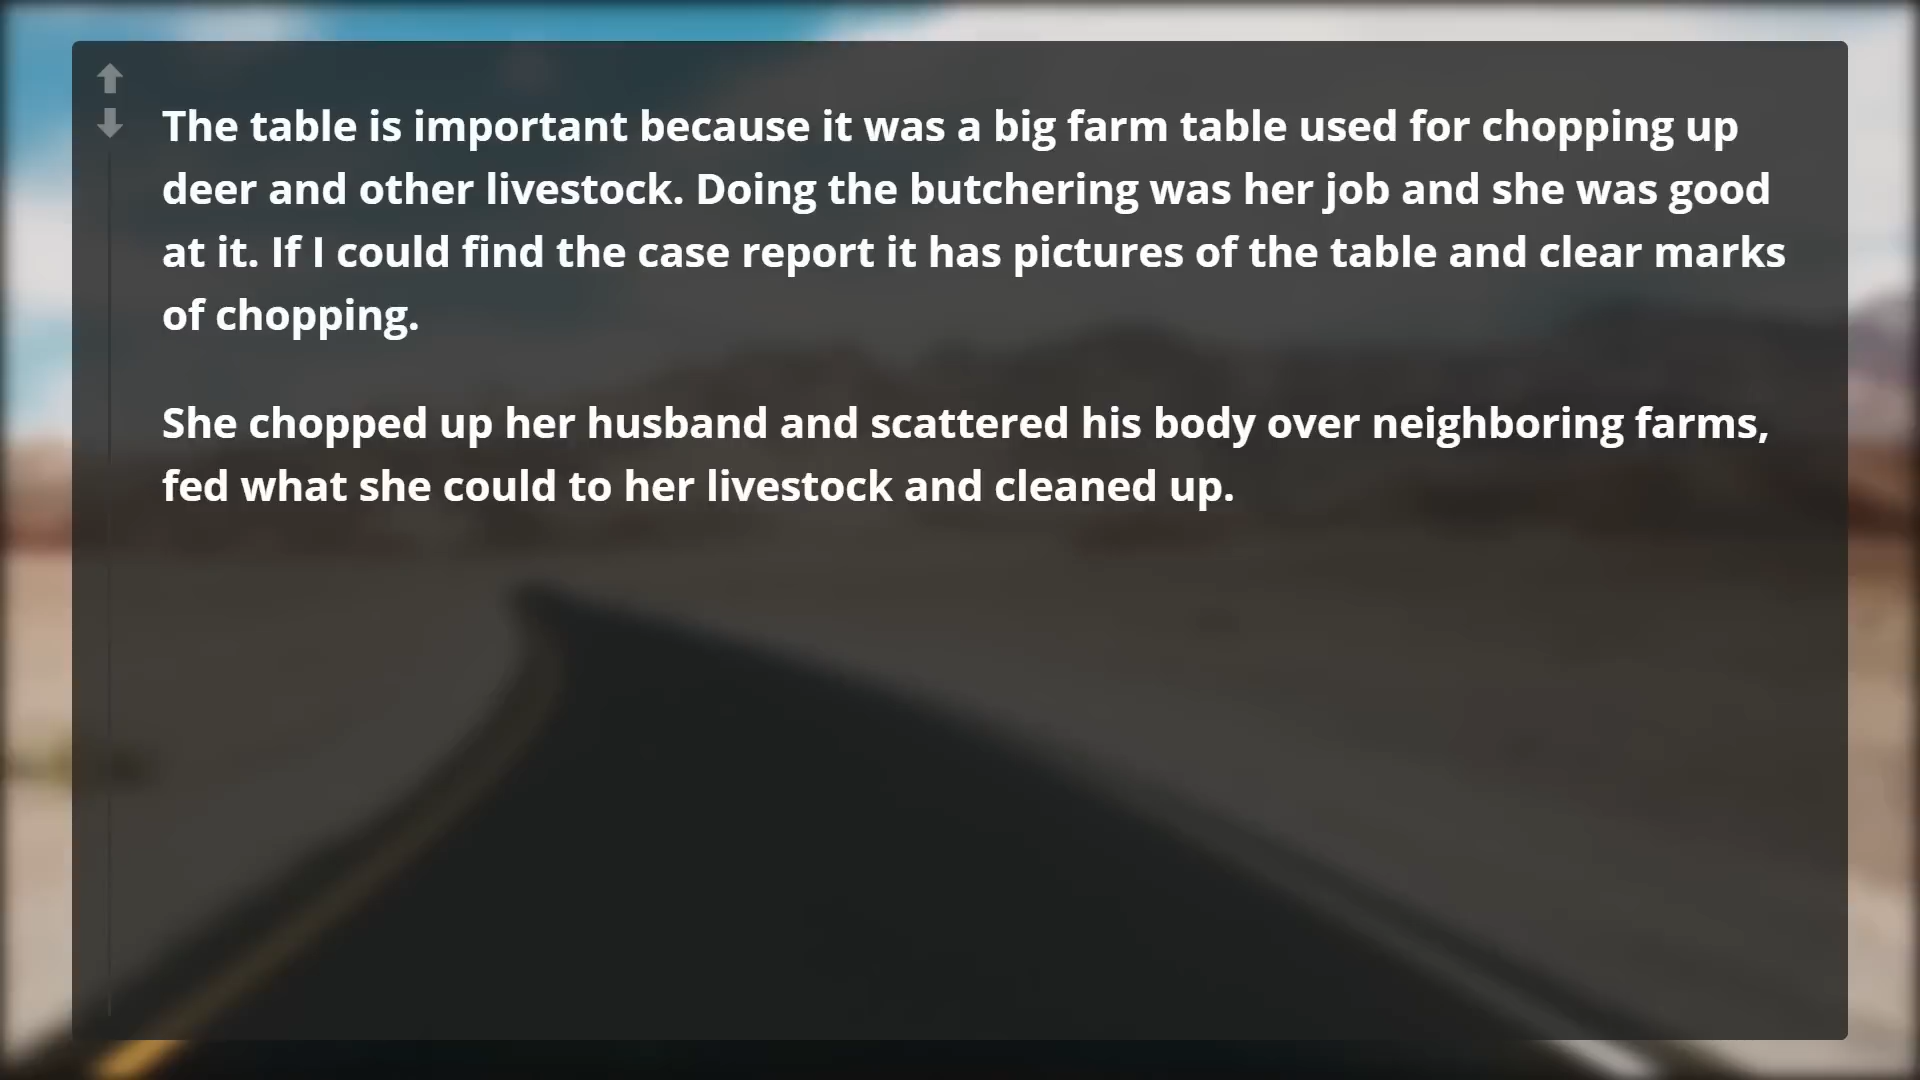 The table is important because it was a big farm table used for chopping up
deer and other livestock. Doing the butchering was her job and she was good
at it. If I could find the case report it has pictures of the table and clear marks
of chopping.
She chopped up her husband and scattered his body over neighboring farms,
fed what she could to her livestock and cleaned up.